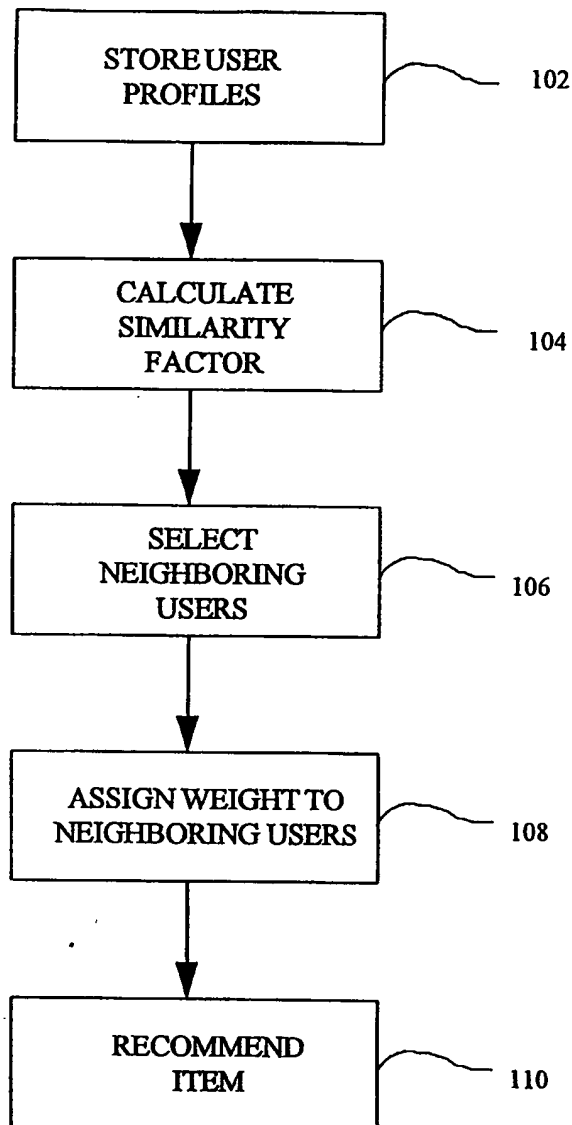 STORE USER
PROFILES
102
CALCULATE
SIMILARITY
FACTOR
104
SELECT
NEIGHBORING
USERS
106
ASSIGN WEIGHT TO
NEIGHBORING USERS
108
RECOMMEND
ITEM
110